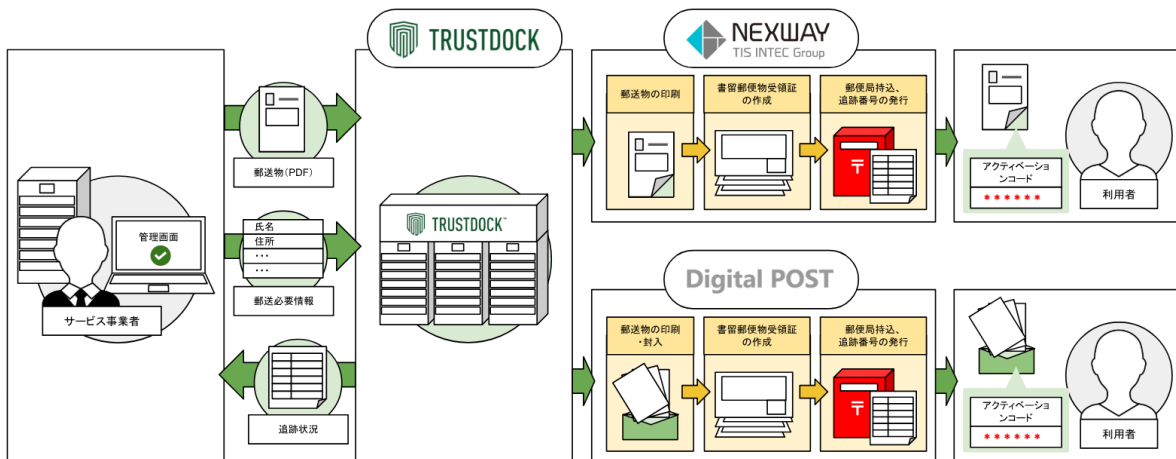 TRUSTDOCK
NEXWAY
TIS INTEC Group
郵送物(PDF)
氏名
住所
…
…
郵送必要情報
追跡状況
管理画面
サービス事業者
TRUSTDOCK™
郵送物の印刷
書留郵便物受領証
の作成
郵便局持込、
追跡番号の発行
〒
アクティベーショ
ンコード
******
利用者
Digital POST
郵送物の印刷
・封入
書留郵便物受領証
の作成
郵便局持込、
追跡番号の発行
〒
アクティベーショ
ンコード
******
利用者